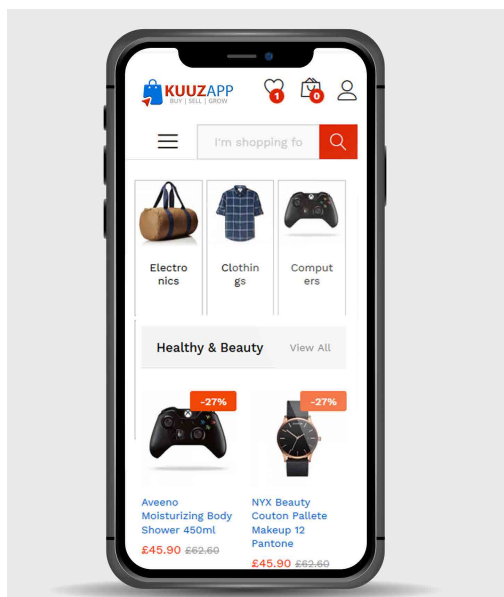 KUUZAPP
BUY | SELL | GROW
1
0
I'm shopping fo
Electro
nics
Clothin
gs
Comput
ers
Healthy & Beauty
View All
-27%
-27%
Aveeno
Moisturizing Body
Shower 450ml
£45.90 £62.60
NYX Beauty
Couton Pallete
Makeup 12
Pantone
£45.90 £62.60